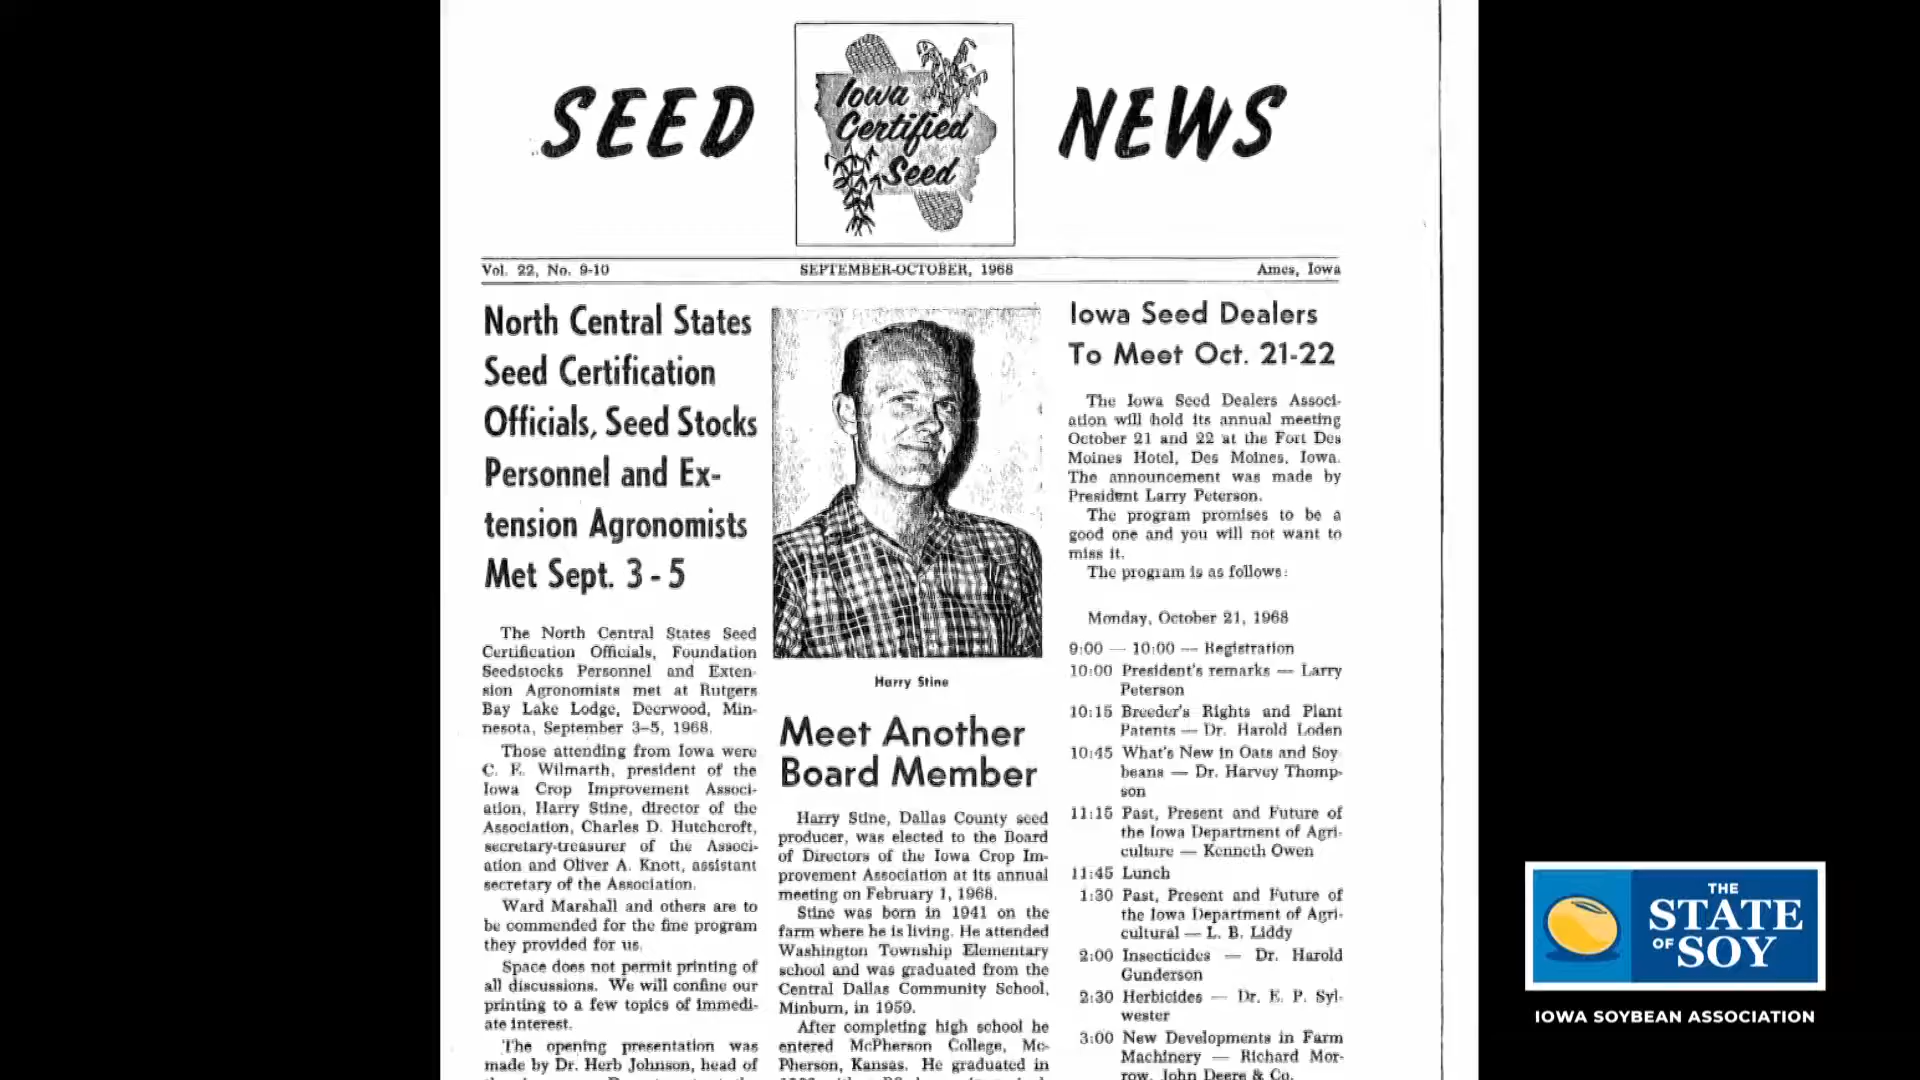 SEED NEWS
Iowa
Certified
Seed
Vol. 22, No. 9-10 SEPTEMBER-OCTOBER, 1968 Ames, Iowa
North Central States
Seed Certification
Officials, Seed Stocks
Personnel and Ex-
tension Agronomists
Met Sept. 3 - 5
The North Central States Seed
Certification Officials, Foundation
Seedstocks Personnel and Exten-
sion Agronomists met at Rutgers
Bay Lake Lodge, Deerwood, Min-
nesota, September 3-5, 1968.
Those attending from Iowa were
C. E. Wilmarth, president of the
Iowa Crop Improvement Associ-
ation, Harry Stine, director of the
Association, Charles D. Hutchcroft,
secretary-treasurer of the Associ-
ation and Oliver A. Knott, assistant
secretary of the Association.
Ward Marshall and others are to
be commended for the fine program
they provided for us.
Space does not permit printing of
all discussions. We will confine our
printing to a few topics of immedi-
ate interest.
The opening presentation was
made by Dr. Herb Johnson, head of
Harry Stine
Meet Another
Board Member
Harry Stine, Dallas County seed
producer, was elected to the Board
of Directors of the Iowa Crop Im-
provement Association at its annual
meeting on February 1, 1968.
Stine was born in 1941 on the
farm where he is living. He attended
Washington Township Elementary
school and was graduated from the
Central Dallas Community School,
Minburn, in 1959.
After completing high school he
entered McPherson College, Mc-
Pherson, Kansas. He graduated in
Iowa Seed Dealers
To Meet Oct. 21-22
The Iowa Seed Dealers Associ-
ation will hold its annual meeting
October 21 and 22 at the Fort Des
Moines Hotel, Des Moines, Iowa.
The announcement was made by
President Larry Peterson.
The program promises to be a
good one and you will not want to
miss it.
The program is as follows:
Monday, October 21, 1968
9:00 — 10:00 — Registration
10:00 President's remarks — Larry
Peterson
10:15 Breeder's Rights and Plant
Patents — Dr. Harold Loden
10:45 What's New in Oats and Soy
beans — Dr. Harvey Thomp-
son
11:15 Past, Present and Future of
the Iowa Department of Agri-
culture — Kenneth Owen
11:45 Lunch
1:30 Past, Present and Future of
the Iowa Department of Agri-
cultural — L. B. Liddy
2:00 Insecticides — Dr. Harold
Gunderson
2:30 Herbicides — Dr. E. P. Syl-
wester
3:00 New Developments in Farm
Machinery — Richard Mor-
row, John Deere & Co.
THE
STATE
OF SOY
IOWA SOYBEAN ASSOCIATION